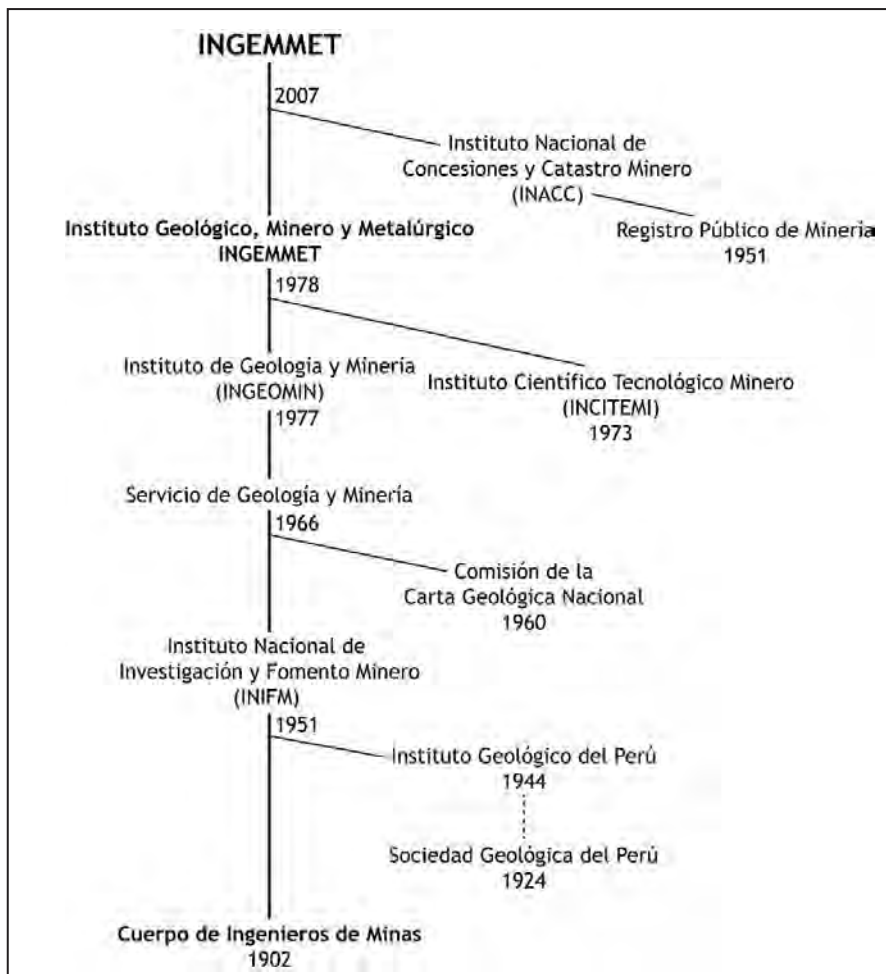 INGEMMET
2007
Instituto Nacional de
Concesiones y Catastro Minero
(INACC)
Registro Público de Minería
1951
Instituto Geológico, Minero y Metalúrgico
INGEMMET
1978
Instituto de Geología y Minería
(INGEOMIN)
1977
Instituto Científico Tecnológico Minero
(INCITEMI)
1973
Servicio de Geología y Minería
1966
Comisión de la
Carta Geológica Nacional
1960
Instituto Nacional de
Investigación y Fomento Minero
(INIFM)
1951
Instituto Geológico del Perú
1944
Sociedad Geológica del Perú
1924
Cuerpo de Ingenieros de Minas
1902